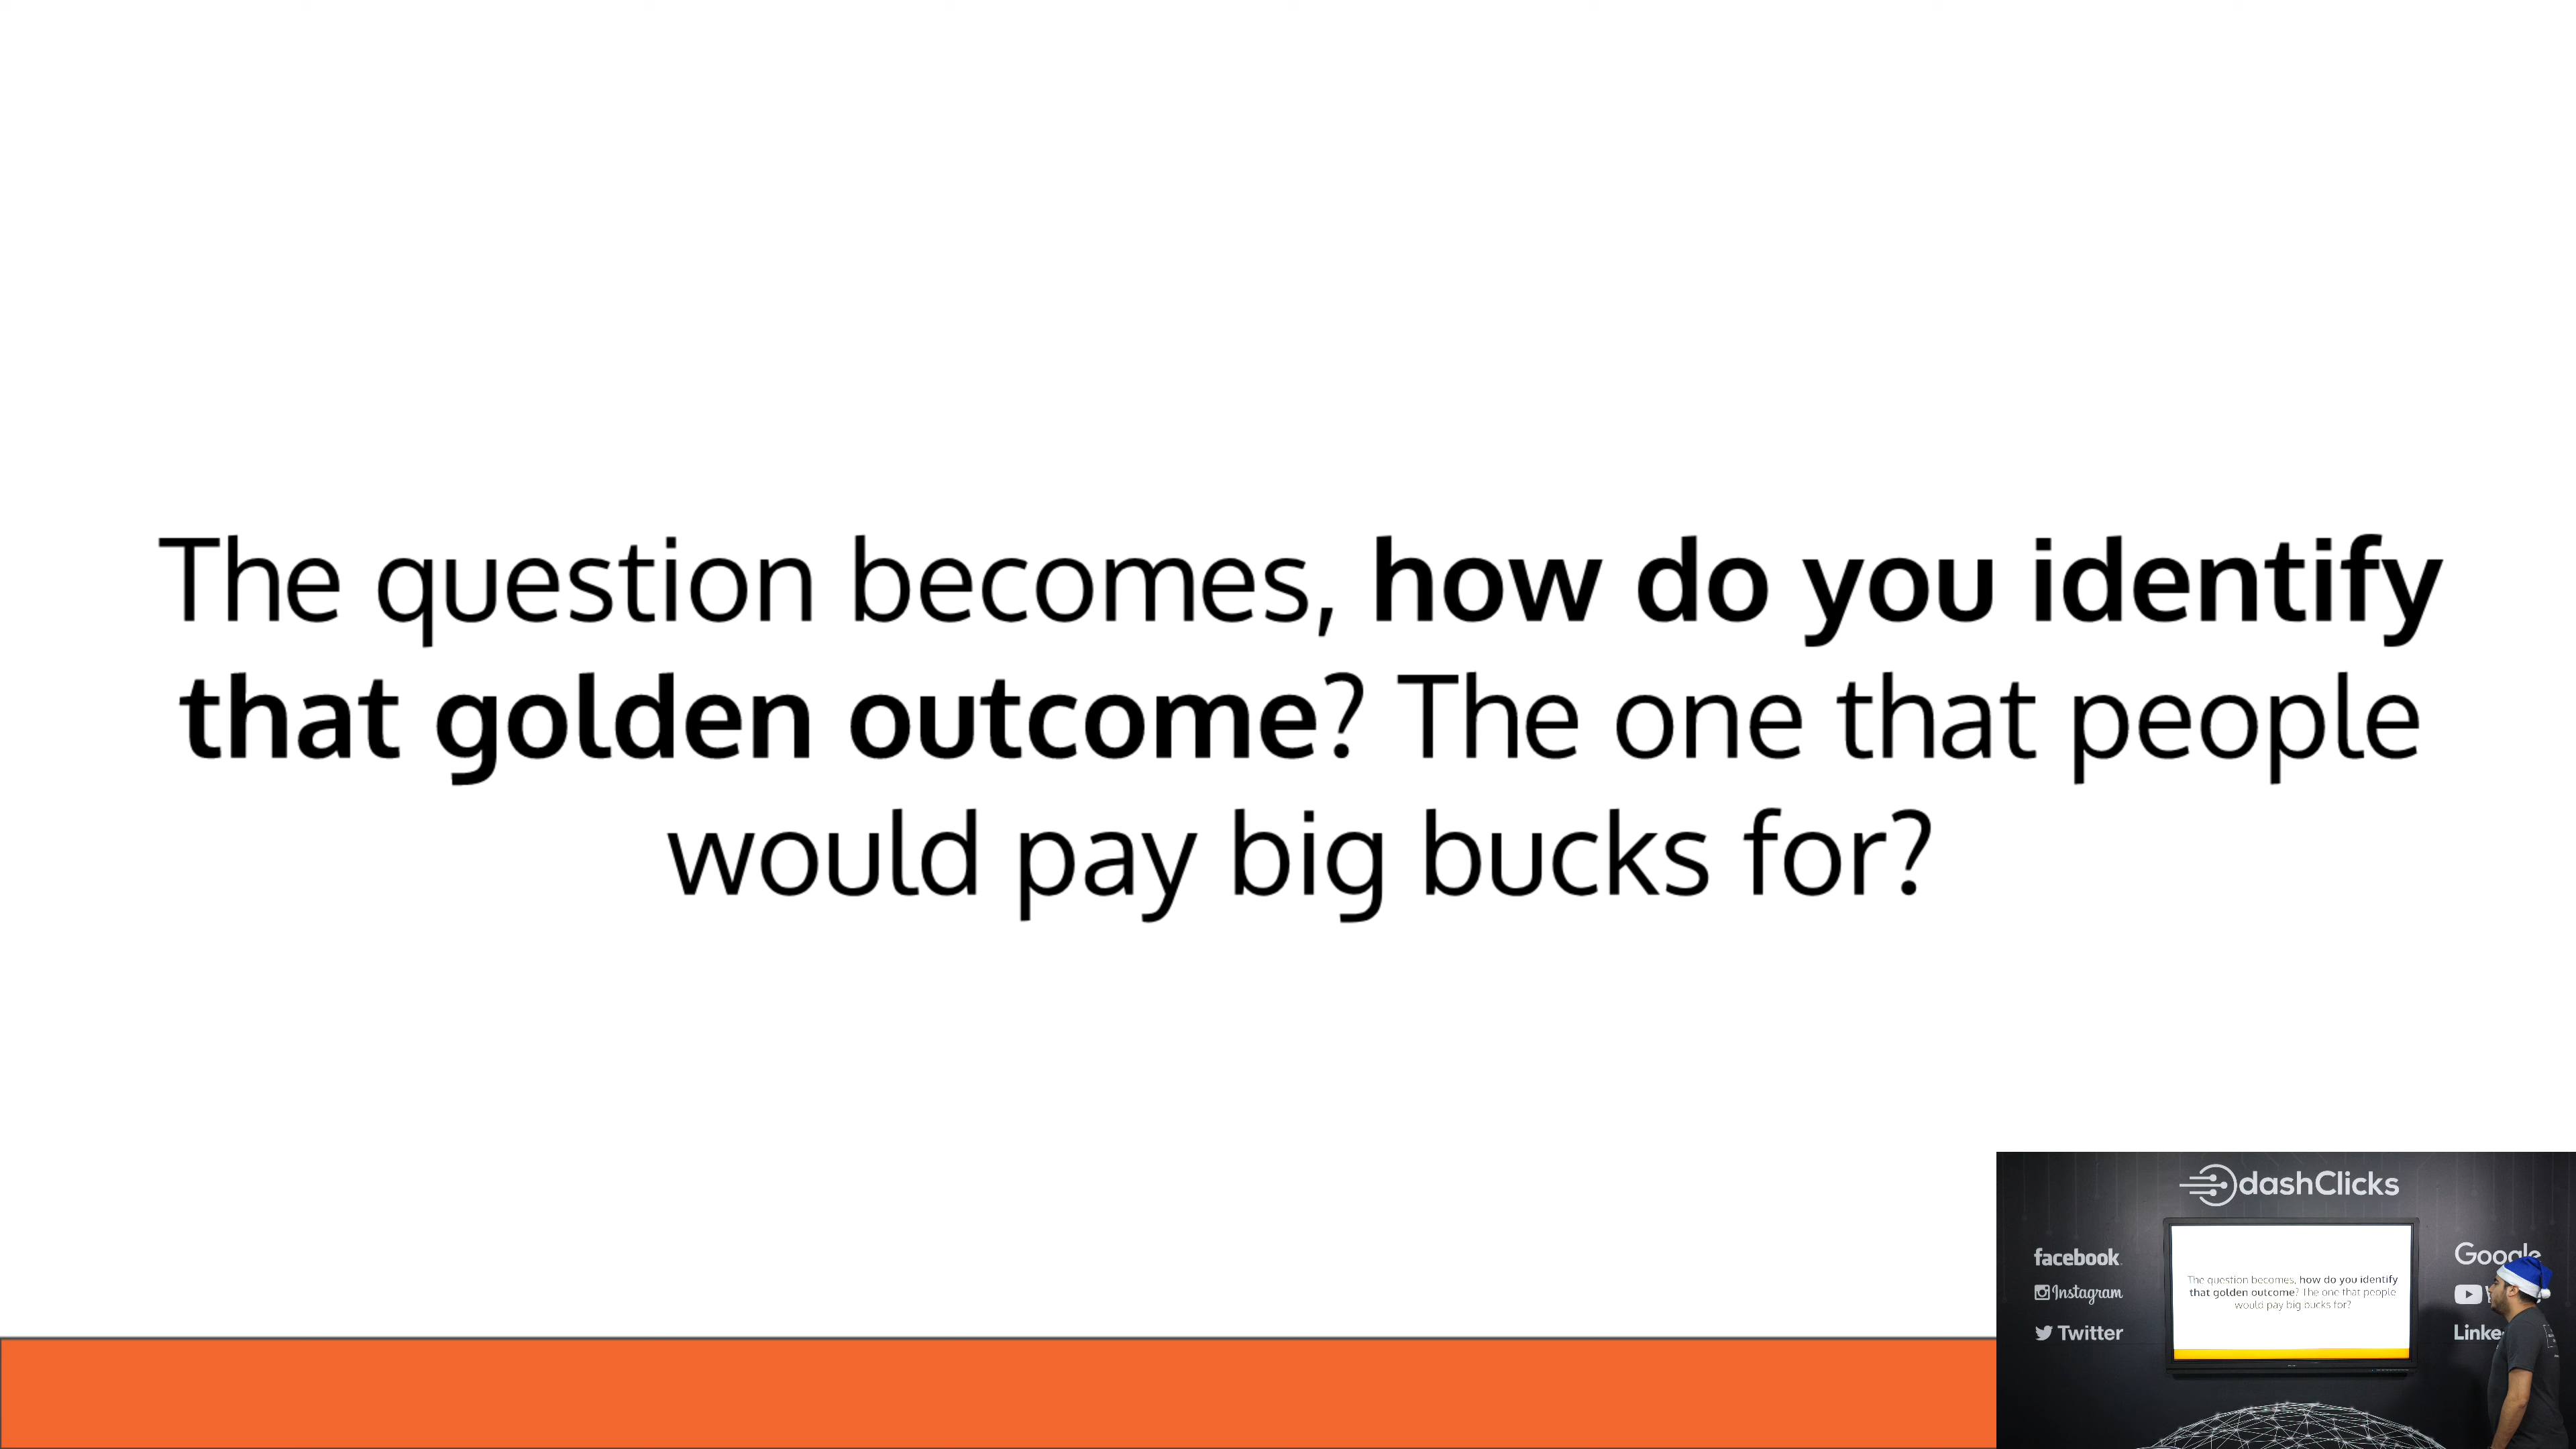 The question becomes, how do you identify
that golden outcome? The one that people
would pay big bucks for?
dashClicks
facebook
Instagram
Twitter
Google
Linke
The question becomes, how do you identify
that golden outcome? The one that people
would pay big bucks for?